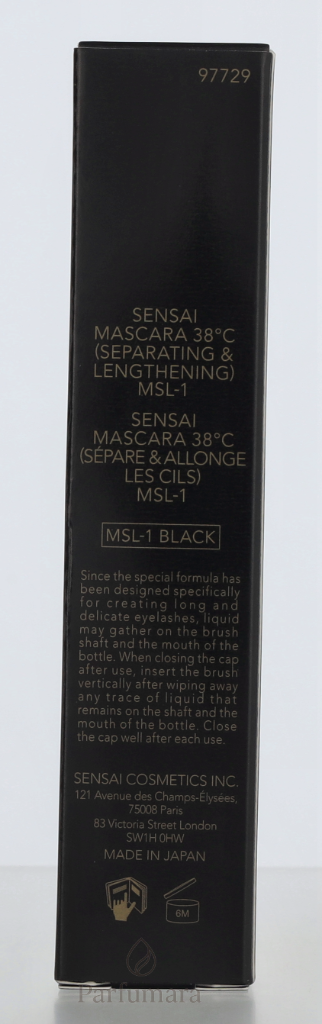 97729
SENSAI
MASCARA 38°C
(SEPARATING &
LENGTHENING)
MSL-1
SENSAI
MASCARA 38°C
(SÉPARE & ALLONGE
LES CILS)
MSL-1
MSL-1 BLACK
Since the special formula has
been designed specifically
for creating long and
delicate eyelashes, liquid
may gather on the brush
shaft and the mouth of the
bottle. When closing the cap
after use, insert the brush
vertically after wiping away
any trace of liquid that
remains on the shaft and the
mouth of the bottle. Close
the cap well after each use.
SENSAI COSMETICS INC.
121 Avenue des Champs-Élysées,
75008 Paris
83 Victoria Street London
SW1H 0HW
MADE IN JAPAN
6M
Parfumara